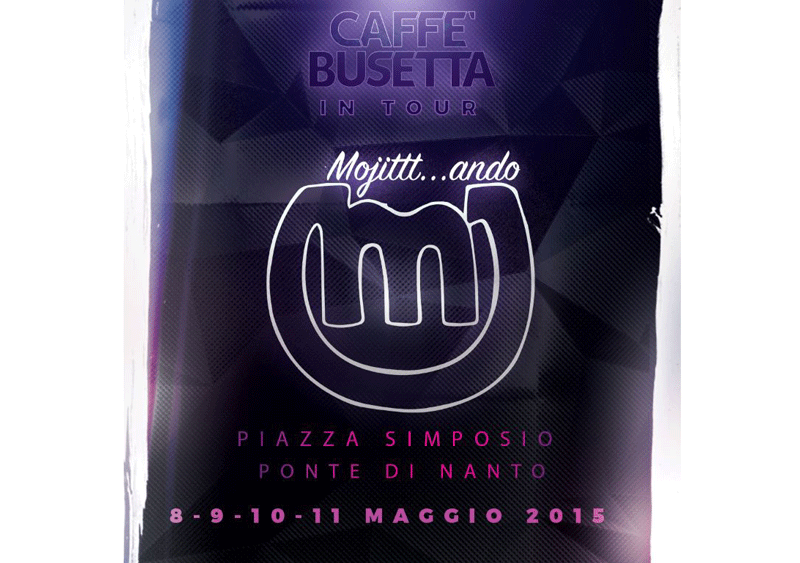 CAFFE`
BUSETTA
IN TOUR
Mojittt...ando
m
PIAZZA SIMPOSIO
PONTE DI NANTO
8-9-10-11 MAGGIO 2015